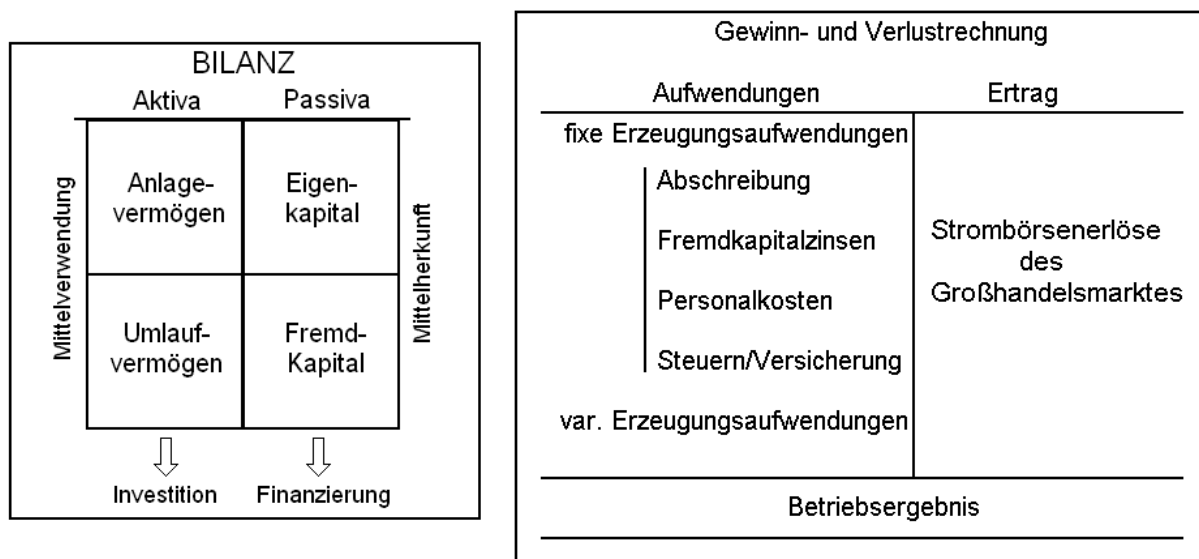 BILANZ
Aktiva Passiva
Mittelverwendung
Anlage-
vermögen
Eigen-
kapital
Umlauf-
vermögen
Fremd-
Kapital
Mittelherkunft
Investition Finanzierung
Gewinn- und Verlustrechnung
Aufwendungen Ertrag
fixe Erzeugungsaufwendungen
Abschreibung
Fremdkapitalzinsen
Personalkosten
Steuern/Versicherung
var. Erzeugungsaufwendungen
Strombörsenerlöse
des
Großhandelsmarktes
Betriebsergebnis